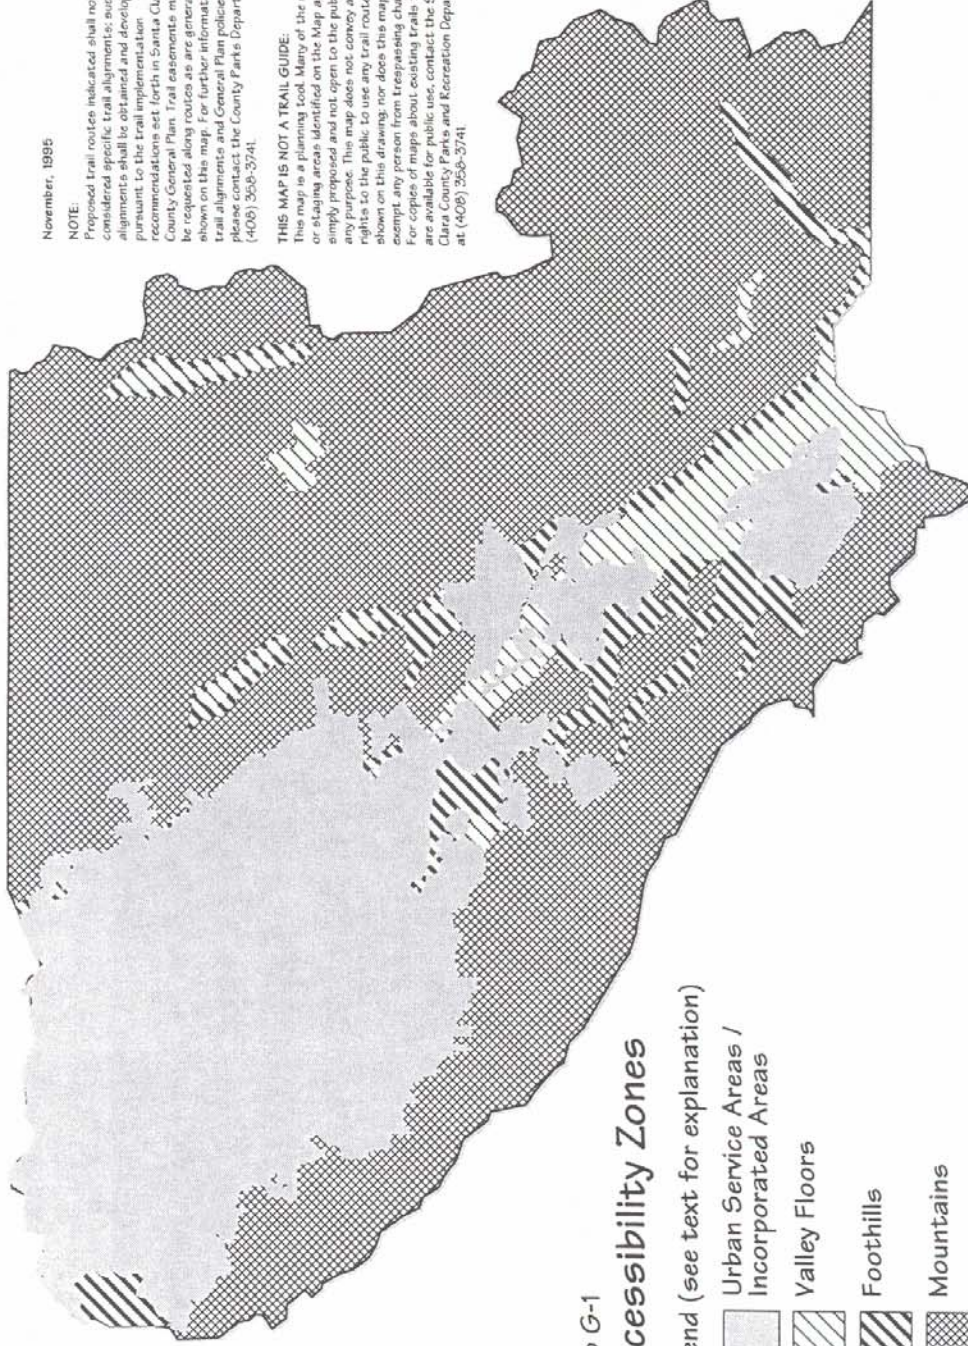 November, 1995
NOTE:
Proposed trail routes indicated shall no
considered specific trail alignments; suc
alignments shall be obtained and develop
pursuant to the trail implementation
recommendations set forth in Santa Cla
County General Plan. Trail easements m
be requested along routes as are genera
shown on this map. For further informat
trail alignments and General Plan policie
please contact the County Parks Depart
(408) 358-3741.
THIS MAP IS NOT A TRAIL GUIDE:
This map is a planning tool. Many of the
or staging areas identified on the Map a
simply proposed and not open to the pub
any purpose. This map does not convey a
rights to the public to use any trail route
shown on this drawing; nor does this map
exempt any person from trespassing cha
For copies of maps about existing trails
are available for public use, contact the S
Clara County Parks and Recreation Depa
at (408) 358-3741.
G-1
cessibility Zones
end (see text for explanation)
Urban Service Areas /
Incorporated Areas
Valley Floors
Foothills
Mountains